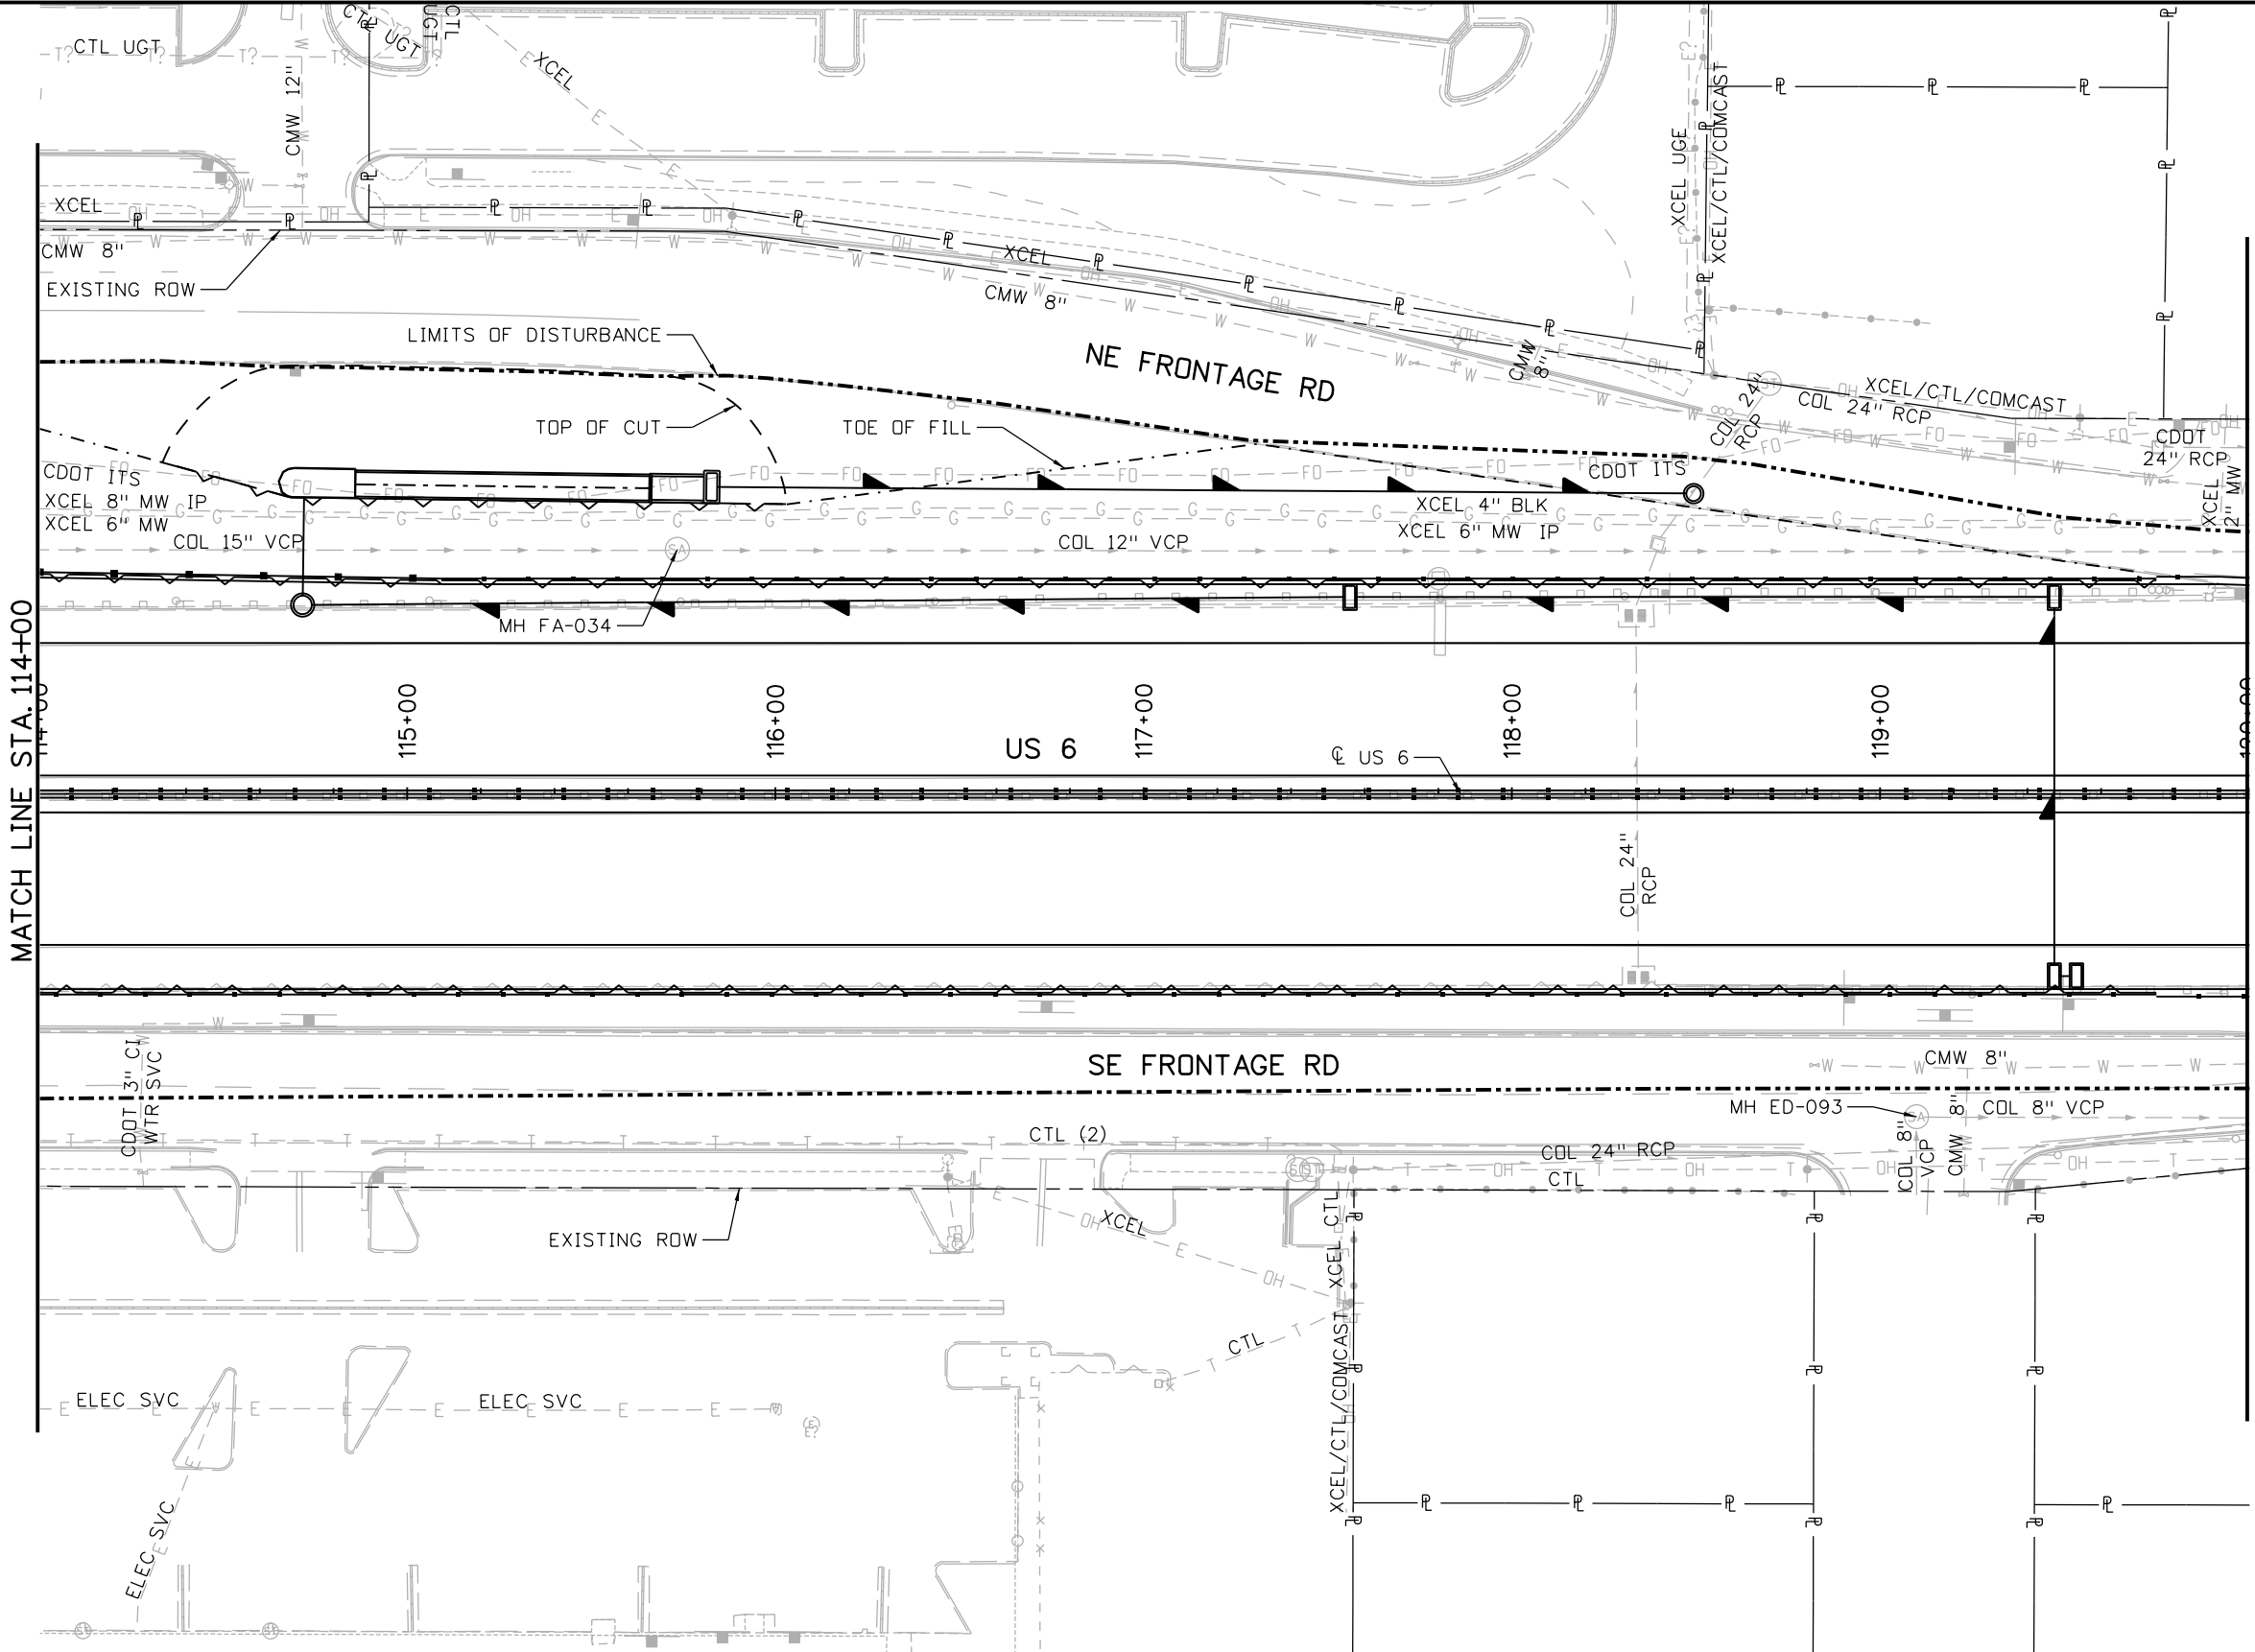 CTL UGT
CTL UGT
CTL
UGT
XCEL
CMW 12"
XCEL UGE
XCEL/CTL/COMCAST
XCEL
CMW 8"
EXISTING ROW
XCEL
CMW 8"
LIMITS OF DISTURBANCE
NE FRONTAGE RD
CMW
8"
XCEL/CTL/COMCAST
COL 24" RCP
COL 24"
RCP
TOP OF CUT
TOE OF FILL
CDOT
24" RCP
CDOT ITS
CDOT ITS
XCEL 8" MW IP
XCEL 6" MW
XCEL 4" BLK
XCEL 6" MW IP
XCEL
2" MW
COL 15" VCP
COL 12" VCP
SA
MH FA-034
MATCH LINE STA. 114+00
114+00
115+00
116+00
117+00
118+00
119+00
120+00
US 6
℄ US 6
COL 24"
RCP
SE FRONTAGE RD
CDOT 3" CI
WTR SVC
CMW 8"
MH ED-093
SA
COL 8" VCP
CTL (2)
COL 24" RCP
CTL
COL 8"
VCP
CMW 8"
EXISTING ROW
XCEL
CTL
XCEL
CTL
XCEL/CTL/COMCAST
ELEC SVC
ELEC SVC
ELEC SVC